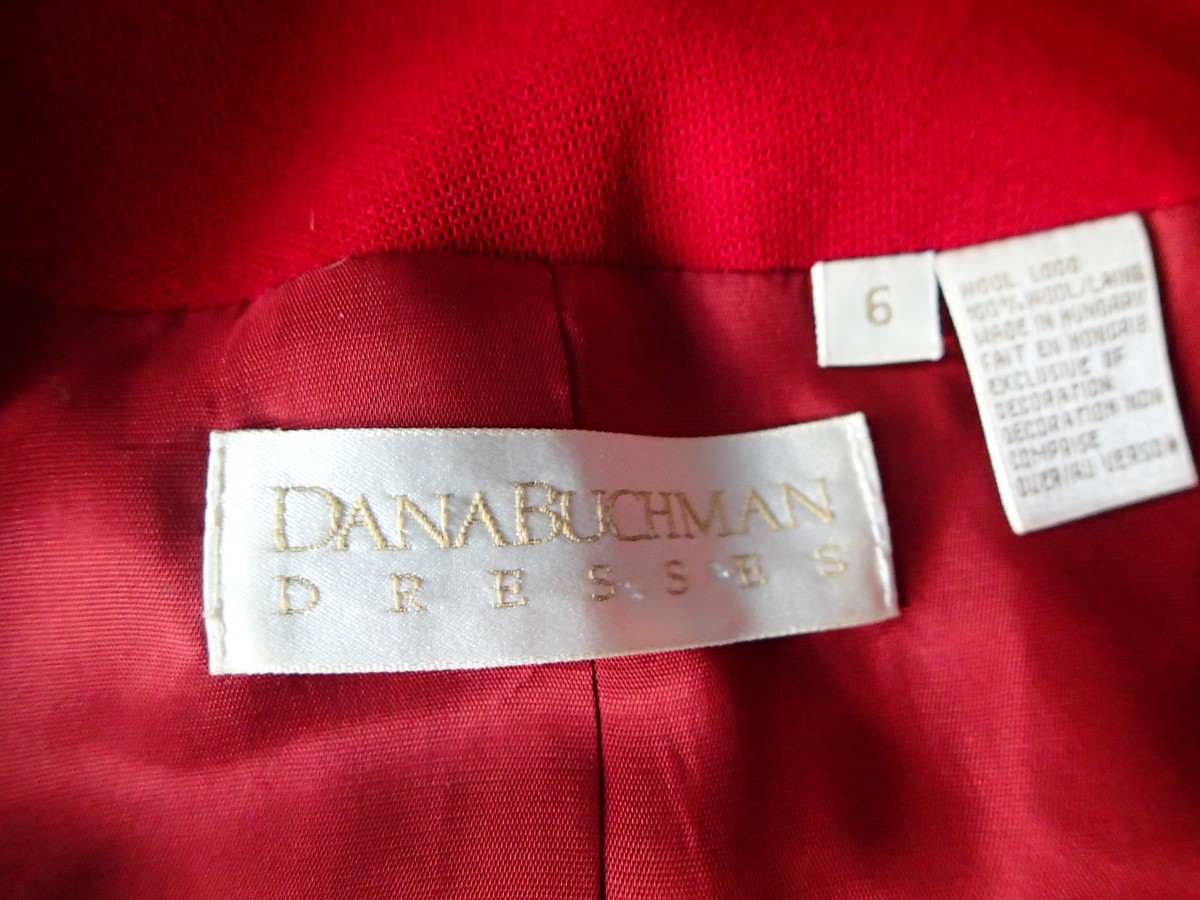 DANABUCHMAN
DRESSES
6
WOOL LOGO
100% WOOL/LAINE
MADE IN HUNGARY
FAIT EN HONGRIE
EXCLUSIVE OF
DECORATION
DECORATION NON
COMPRISE
OVER/AU VERSO